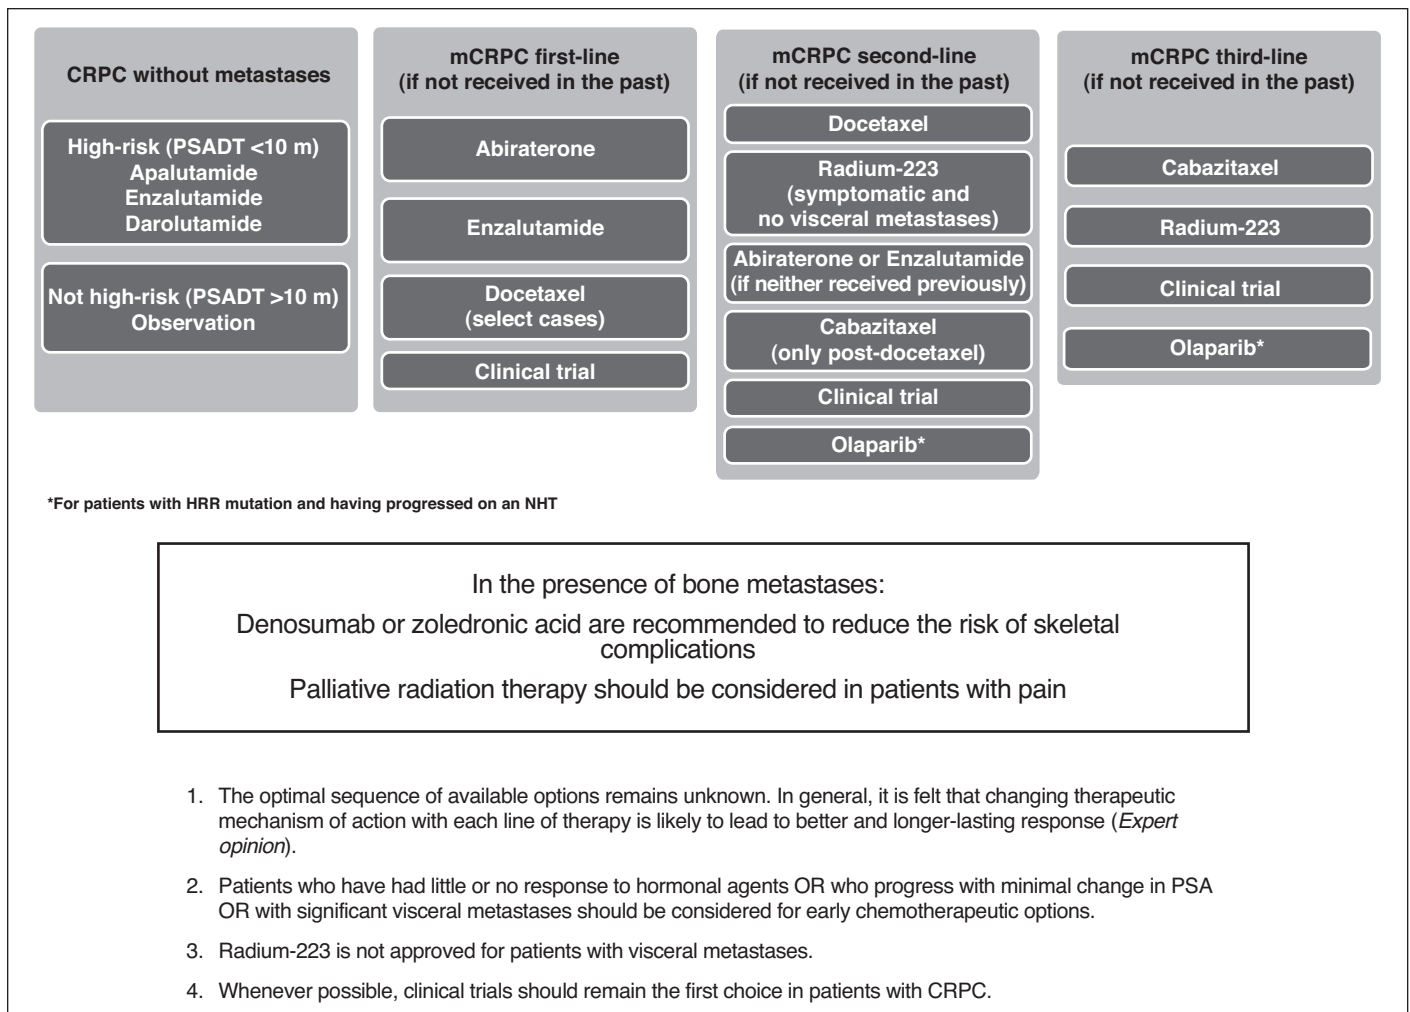 CRPC without metastases
High-risk (PSADT <10 m)
Apalutamide
Enzalutamide
Darolutamide
Not high-risk (PSADT >10 m)
Observation
mCRPC first-line
(if not received in the past)
Abiraterone
Enzalutamide
Docetaxel
(select cases)
Clinical trial
mCRPC second-line
(if not received in the past)
Docetaxel
Radium-223
(symptomatic and
no visceral metastases)
Abiraterone or Enzalutamide
(if neither received previously)
Cabazitaxel
(only post-docetaxel)
Clinical trial
Olaparib*
mCRPC third-line
(if not received in the past)
Cabazitaxel
Radium-223
Clinical trial
Olaparib*
*For patients with HRR mutation and having progressed on an NHT
In the presence of bone metastases:
Denosumab or zoledronic acid are recommended to reduce the risk of skeletal
complications
Palliative radiation therapy should be considered in patients with pain
1. The optimal sequence of available options remains unknown. In general, it is felt that changing therapeutic
mechanism of action with each line of therapy is likely to lead to better and longer-lasting response (Expert
opinion).
2. Patients who have had little or no response to hormonal agents OR who progress with minimal change in PSA
OR with significant visceral metastases should be considered for early chemotherapeutic options.
3. Radium-223 is not approved for patients with visceral metastases.
4. Whenever possible, clinical trials should remain the first choice in patients with CRPC.